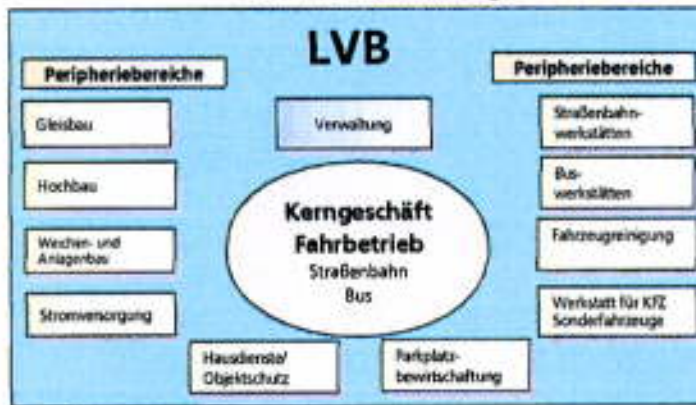 LVB
Peripheriebereiche
Peripheriebereiche
Gleisbau
Verwaltung
Straßenbahn-
werkstätten
Hochbau
Bus-
werkstätten
Kerngeschäft
Fahrbetrieb
Straßenbahn
Bus
Weichen- und
Anlagenbau
Fahrzeugreinigung
Stromversorgung
Werkstatt für KFZ
Sonderfahrzeuge
Hausdienste/
Objektschutz
Parkplatz-
bewirtschaftung